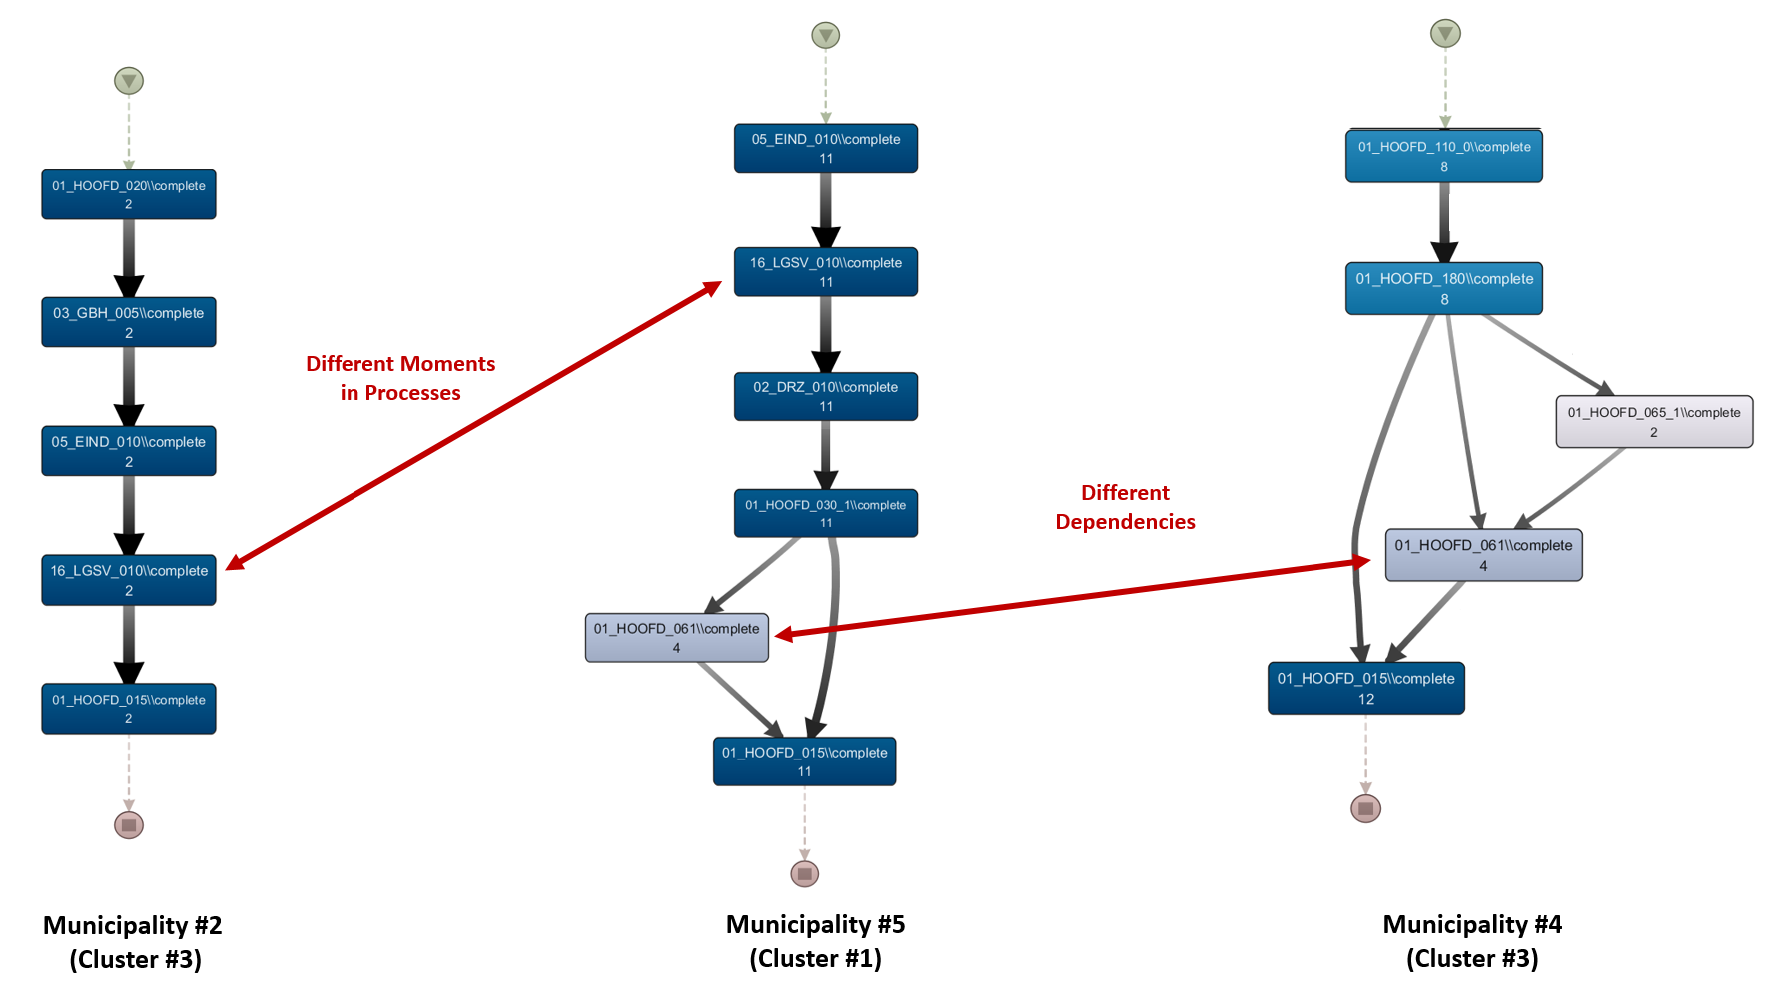 01_HOOFD_020\\complete
2
03_GBH_005\\complete
2
05_EIND_010\\complete
2
16_LGSV_010\\complete
2
01_HOOFD_015\\complete
2
Municipality #2
(Cluster #3)
Different Moments
in Processes
05_EIND_010\\complete
11
16_LGSV_010\\complete
11
02_DRZ_010\\complete
11
01_HOOFD_030_1\\complete
11
01_HOOFD_061\\complete
4
01_HOOFD_015\\complete
11
Municipality #5
(Cluster #1)
Different
Dependencies
01_HOOFD_110_0\\complete
8
01_HOOFD_180\\complete
8
01_HOOFD_065_1\\complete
2
01_HOOFD_061\\complete
4
01_HOOFD_015\\complete
12
Municipality #4
(Cluster #3)